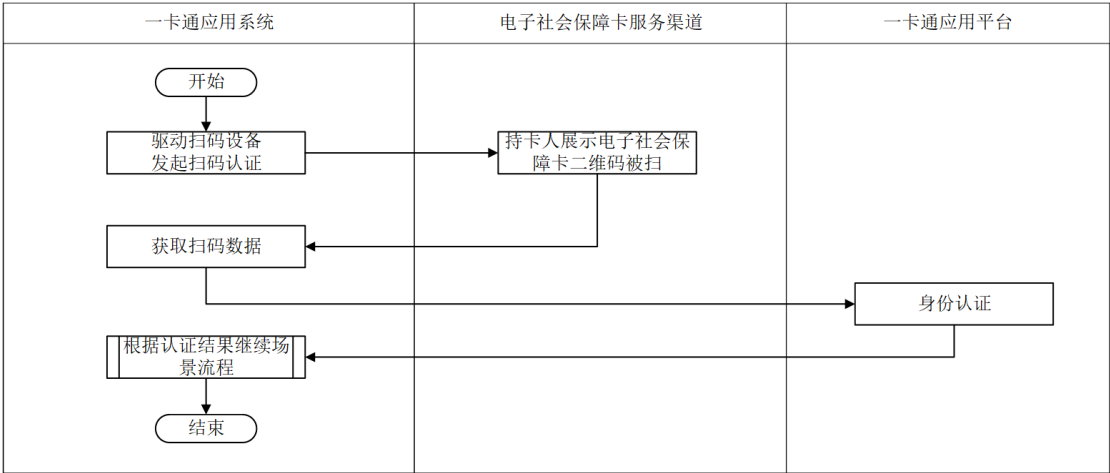 一卡通应用系统
电子社会保障卡服务渠道
一卡通应用平台
开始
驱动扫码设备
发起扫码认证
持卡人展示电子社会保
障卡二维码被扫
获取扫码数据
身份认证
根据认证结果继续场
景流程
结束